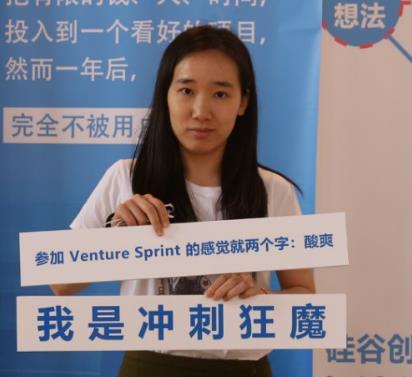 投入到一个看好的项目,
然而一年后,
完全不被用户
想法
参加 Venture Sprint 的感觉就两个字：酸爽
我是冲刺狂魔
硅谷创